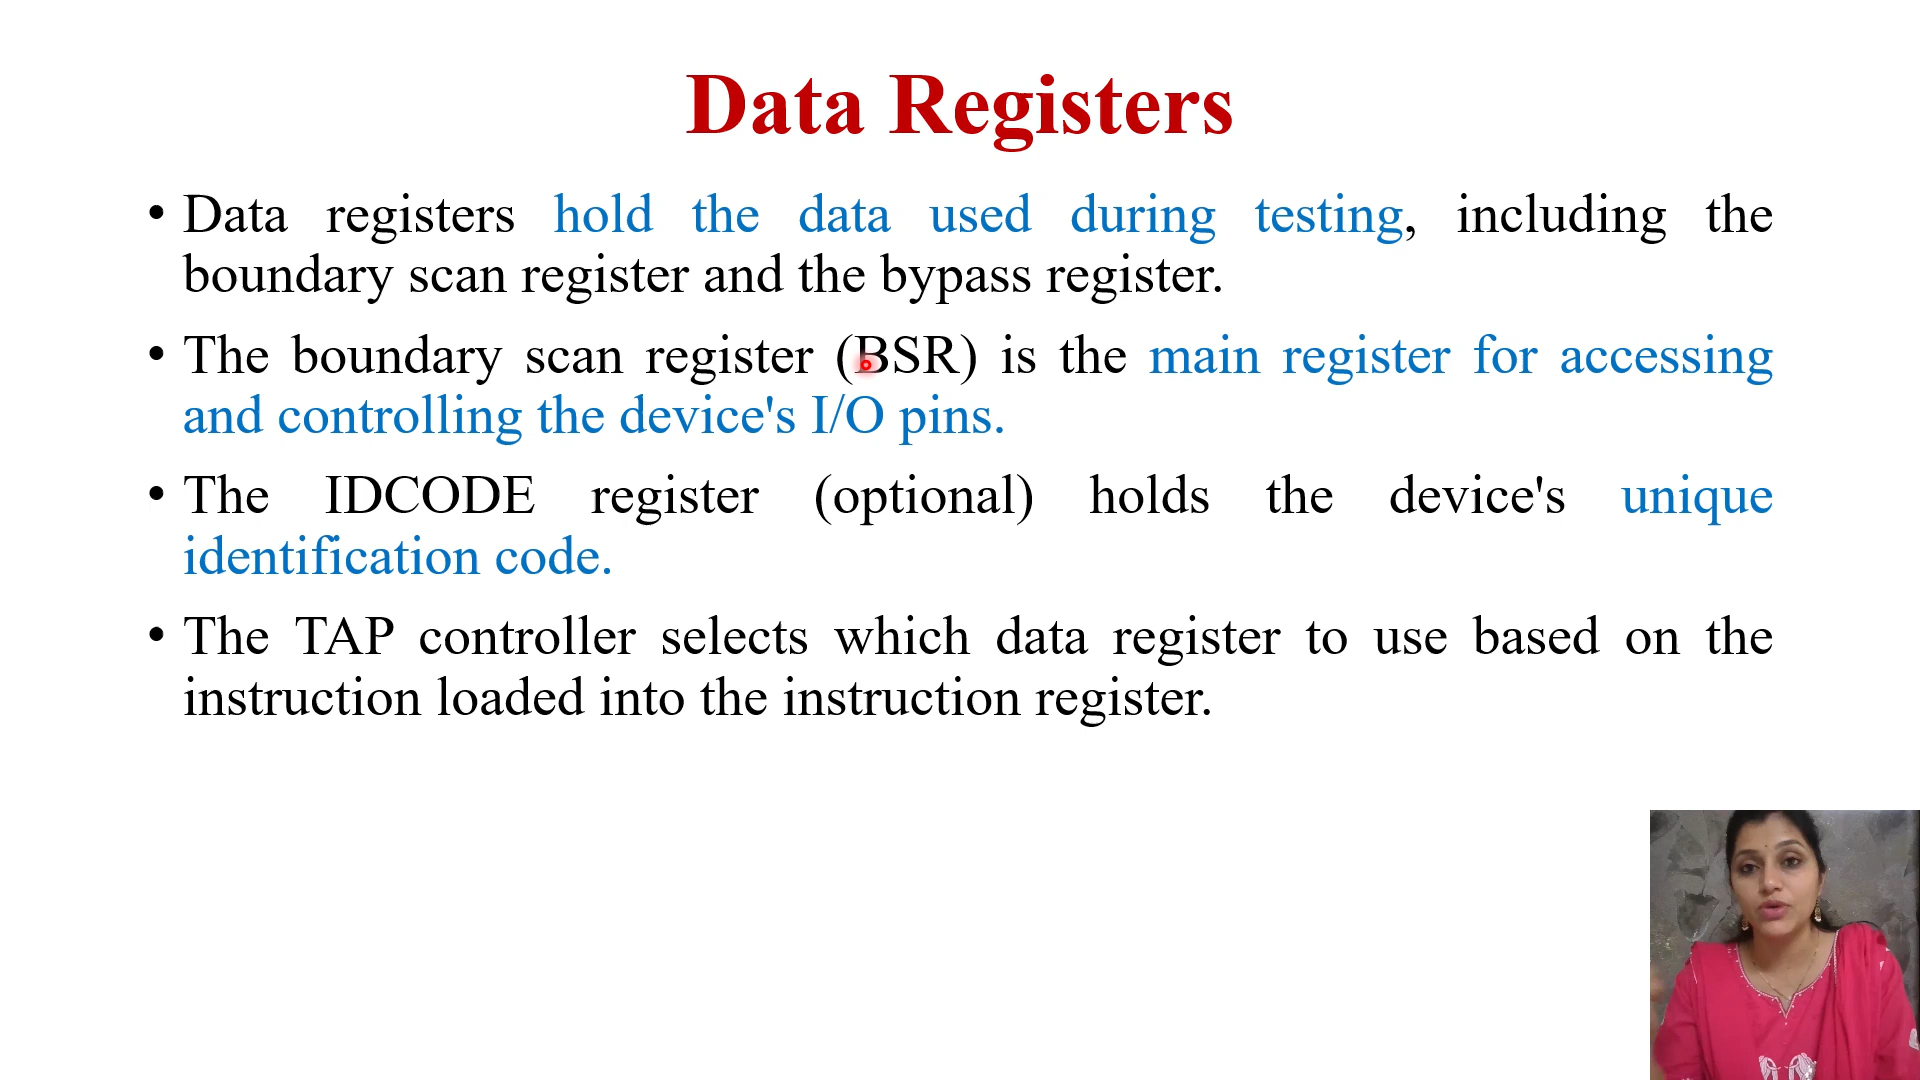 Data Registers
• Data registers hold the data used during testing, including the
boundary scan register and the bypass register.
• The boundary scan register (BSR) is the main register for accessing
and controlling the device's I/O pins.
• The IDCODE register (optional) holds the device's unique
identification code.
• The TAP controller selects which data register to use based on the
instruction loaded into the instruction register.